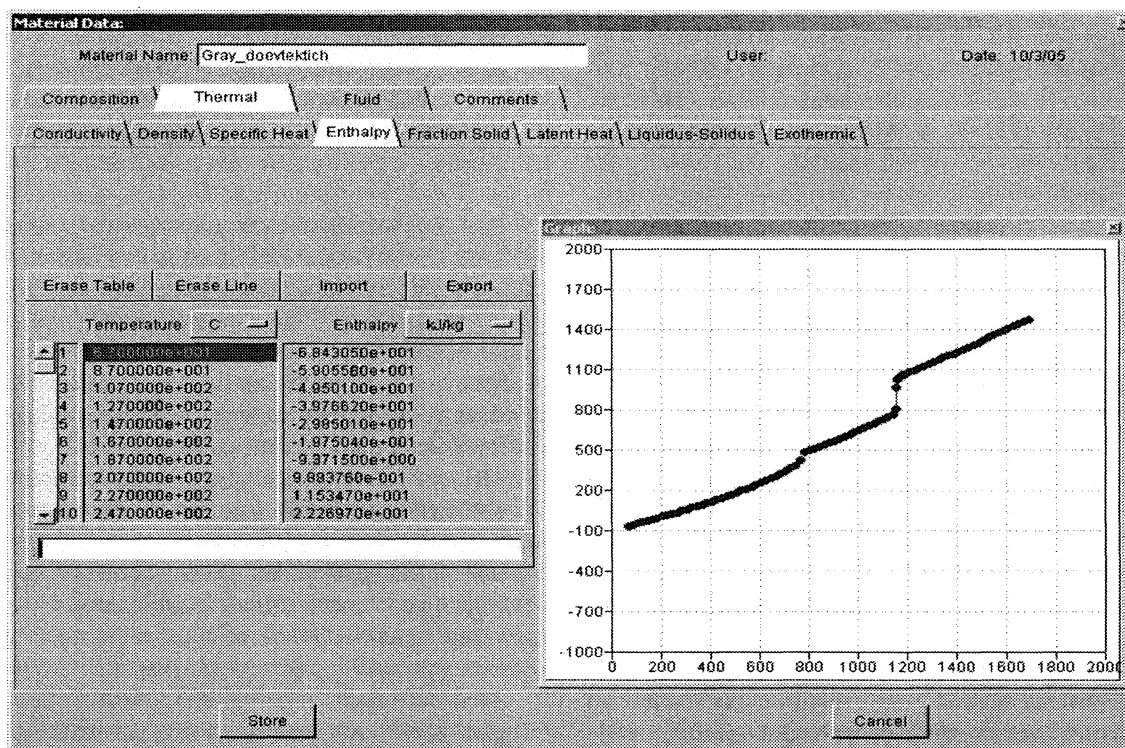 Material Data:
Material Name: Gray_doevtektich User: Date: 10/3/05
Composition Thermal Fluid Comments
Conductivity Density Specific Heat Enthalpy Fraction Solid Latent Heat Liquidus-Solidus Exothermic
Graph:
Erase Table Erase Line Import Export
Temperature C Enthalpy kJ/kg
1 6.700000e+001 -6.843050e+001
2 8.700000e+001 -5.905580e+001
3 1.070000e+002 -4.950100e+001
4 1.270000e+002 -3.976620e+001
5 1.470000e+002 -2.985010e+001
6 1.670000e+002 -1.975040e+001
7 1.870000e+002 -9.371500e+000
8 2.070000e+002 9.883760e-001
9 2.270000e+002 1.153470e+001
10 2.470000e+002 2.226970e+001
2000
1700
1400
1100
800
500
200
-100
-400
-700
-1000
0 200 400 600 800 1000 1200 1400 1600 1800 2000
Store Cancel